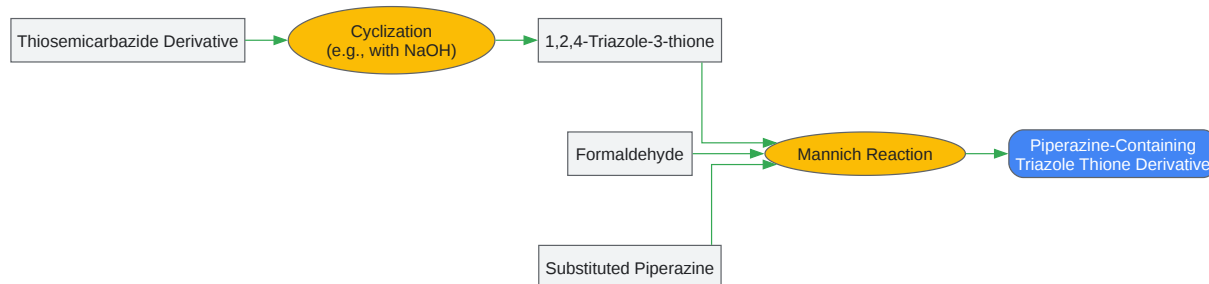 Thiosemicarbazide Derivative
Cyclization
(e.g., with NaOH)
1,2,4-Triazole-3-thione
Formaldehyde
Mannich Reaction
Piperazine-Containing
Triazole Thione Derivative
Substituted Piperazine